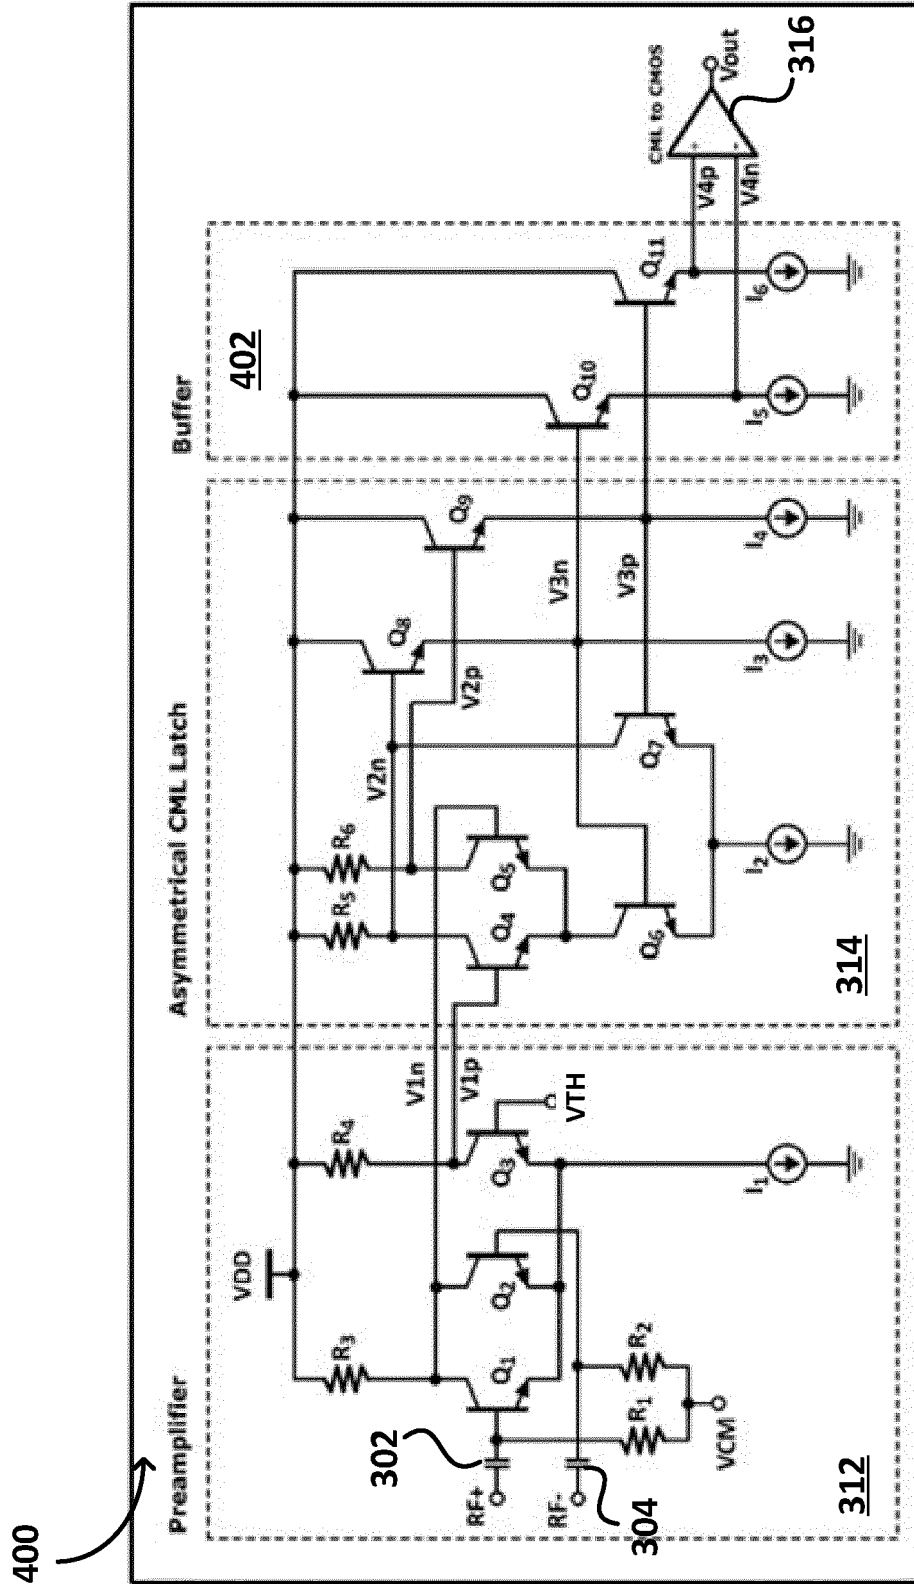 400
Preamplifier
Asymmetrical CML Latch
Buffer
VDD
402
R3
R4
R5
R6
V1n
V1p
V2n
V2p
V3n
V3p
Q1
Q2
Q3
Q4
Q5
Q6
Q7
Q8
Q9
Q10
Q11
302
RF+
RF-
304
R1
R2
VCM
VTH
I1
I2
I3
I4
I5
I6
312
314
CML to CMOS
V4p
V4n
Vout
316